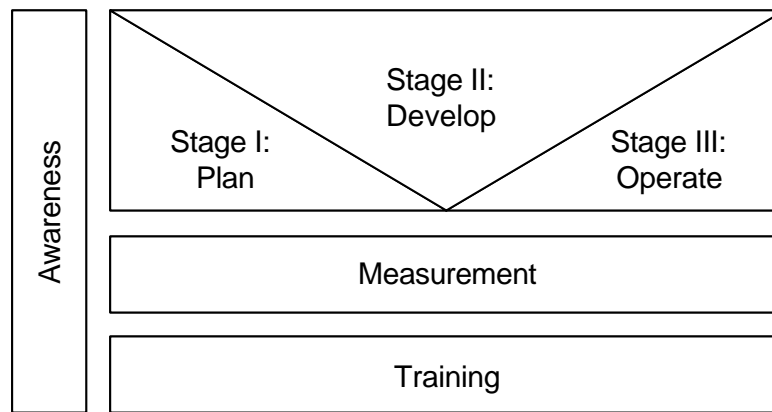 Awareness
Stage I:
Plan
Stage II:
Develop
Stage III:
Operate
Measurement
Training